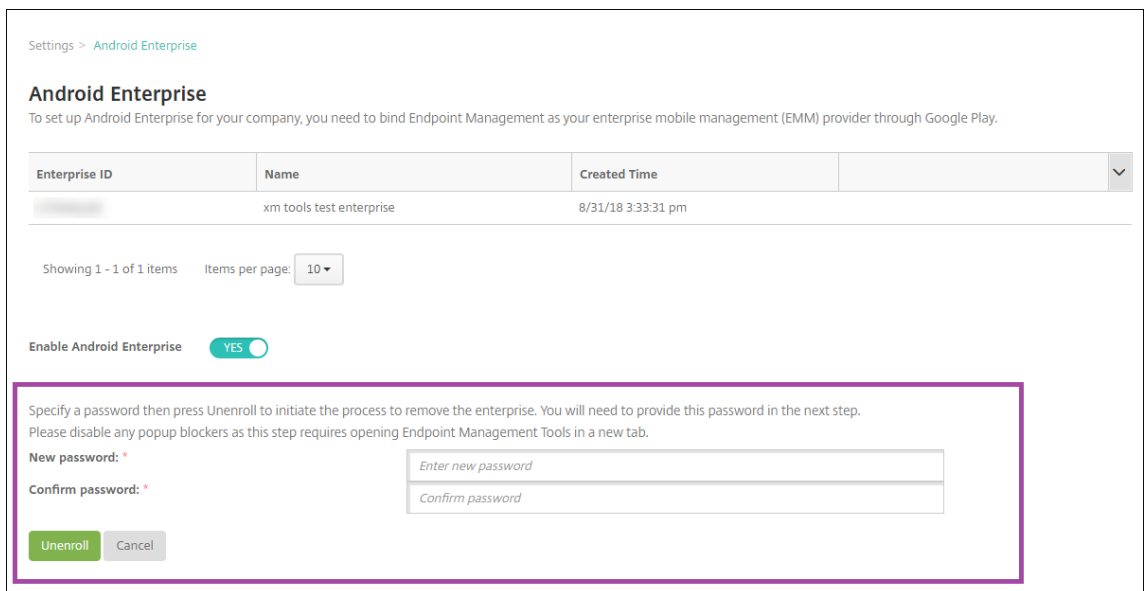 Settings > Android Enterprise
Android Enterprise
To set up Android Enterprise for your company, you need to bind Endpoint Management as your enterprise mobile management (EMM) provider through Google Play.
Enterprise ID Name Created Time
xm tools test enterprise 8/31/18 3:33:31 pm
Showing 1 - 1 of 1 items Items per page: 10
Enable Android Enterprise YES
Specify a password then press Unenroll to initiate the process to remove the enterprise. You will need to provide this password in the next step.
Please disable any popup blockers as this step requires opening Endpoint Management Tools in a new tab.
New password: * Enter new password
Confirm password: * Confirm password
Unenroll Cancel